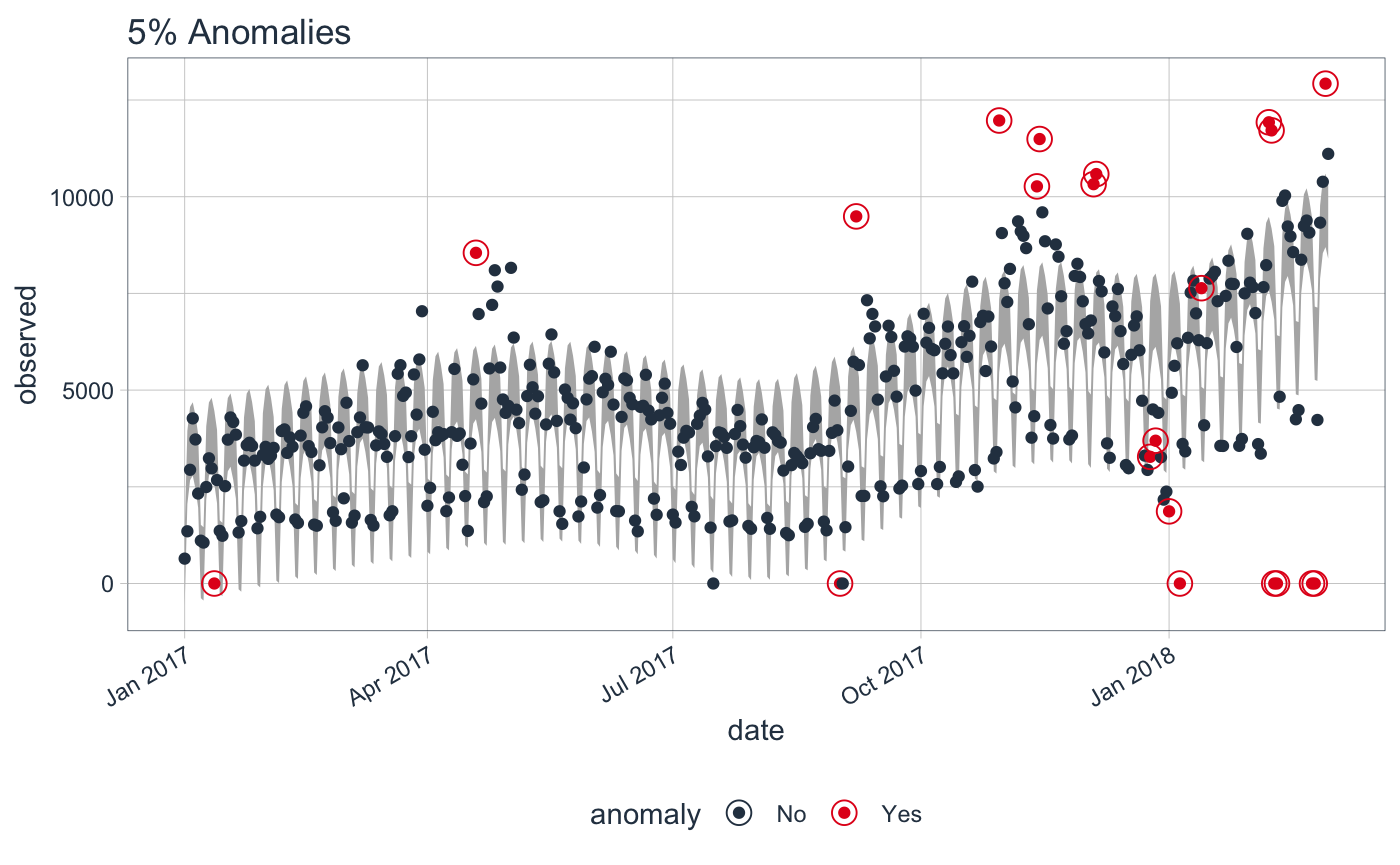 5% Anomalies
observed
10000
5000
0
Jan 2017
Apr 2017
Jul 2017
Oct 2017
Jan 2018
date
anomaly No Yes